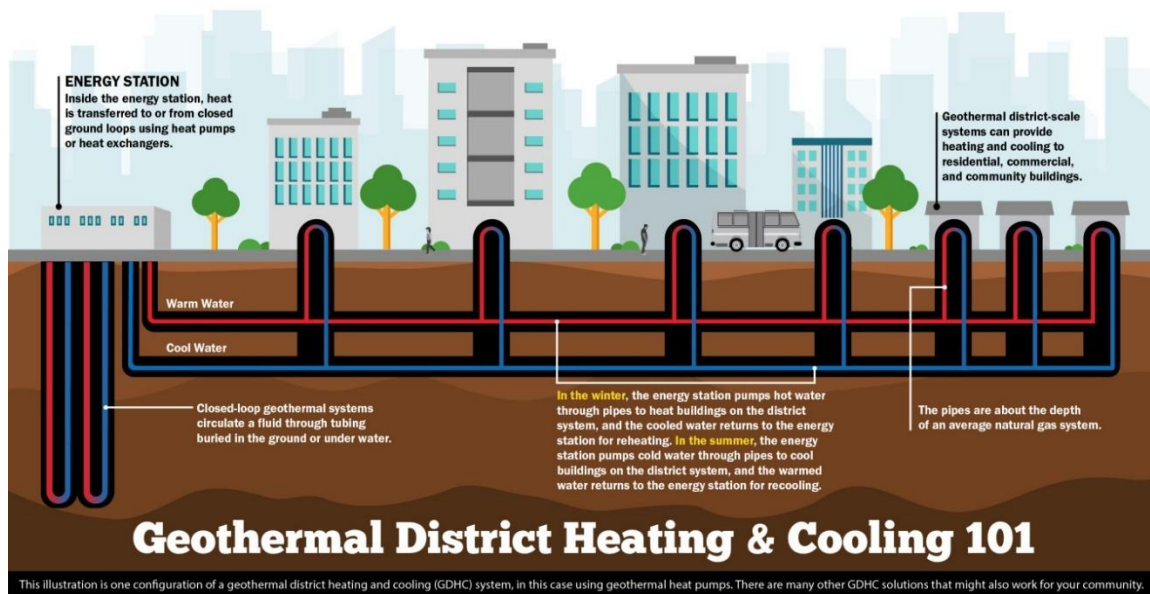 ENERGY STATION
Inside the energy station, heat
is transferred to or from closed
ground loops using heat pumps
or heat exchangers.
Geothermal district-scale
systems can provide
heating and cooling to
residential, commercial,
and community buildings.
Warm Water
Cool Water
Closed-loop geothermal systems
circulate a fluid through tubing
buried in the ground or under water.
In the winter, the energy station pumps hot water
through pipes to heat buildings on the district
system, and the cooled water returns to the energy
station for reheating. In the summer, the energy
station pumps cold water through pipes to cool
buildings on the district system, and the warmed
water returns to the energy station for recooling.
The pipes are about the depth
of an average natural gas system.
Geothermal District Heating & Cooling 101
This illustration is one configuration of a geothermal district heating and cooling (GDHC) system, in this case using geothermal heat pumps. There are many other GDHC solutions that might also work for your community.